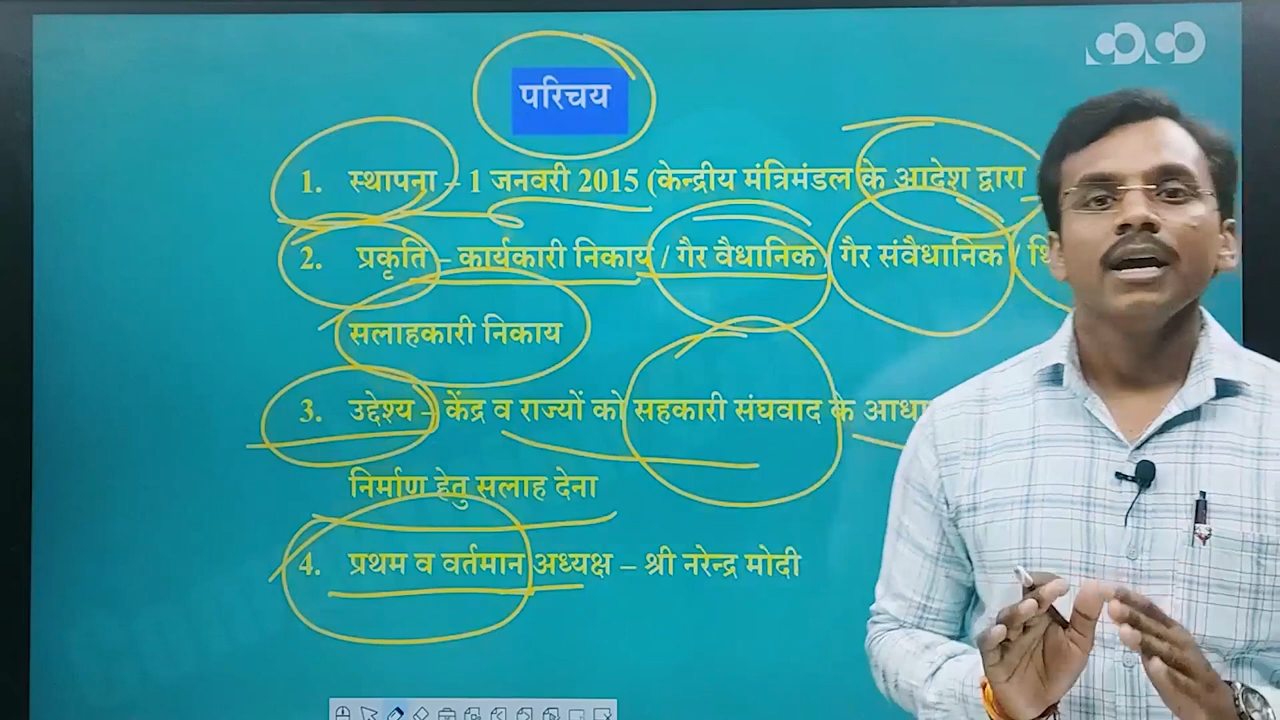 परिचय
1. स्थापना – 1 जनवरी 2015 (केन्द्रीय मंत्रिमंडल के आदेश द्वारा
2. प्रकृति – कार्यकारी निकाय / गैर वैधानिक / गैर संवैधानिक /
सलाहकारी निकाय
3. उद्देश्य – केंद्र व राज्यों को सहकारी संघवाद के
निर्माण हेतु सलाह देना
4. प्रथम व वर्तमान अध्यक्ष – श्री नरेन्द्र मोदी